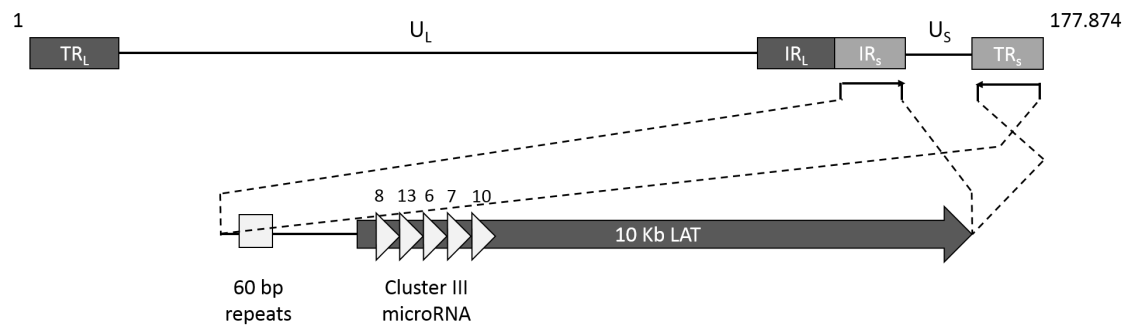 1
U_L
U_S
177.874
TR_L
IR_L
IR_s
TR_s
8 13 6 7 10
10 Kb LAT
60 bp
repeats
Cluster III
microRNA